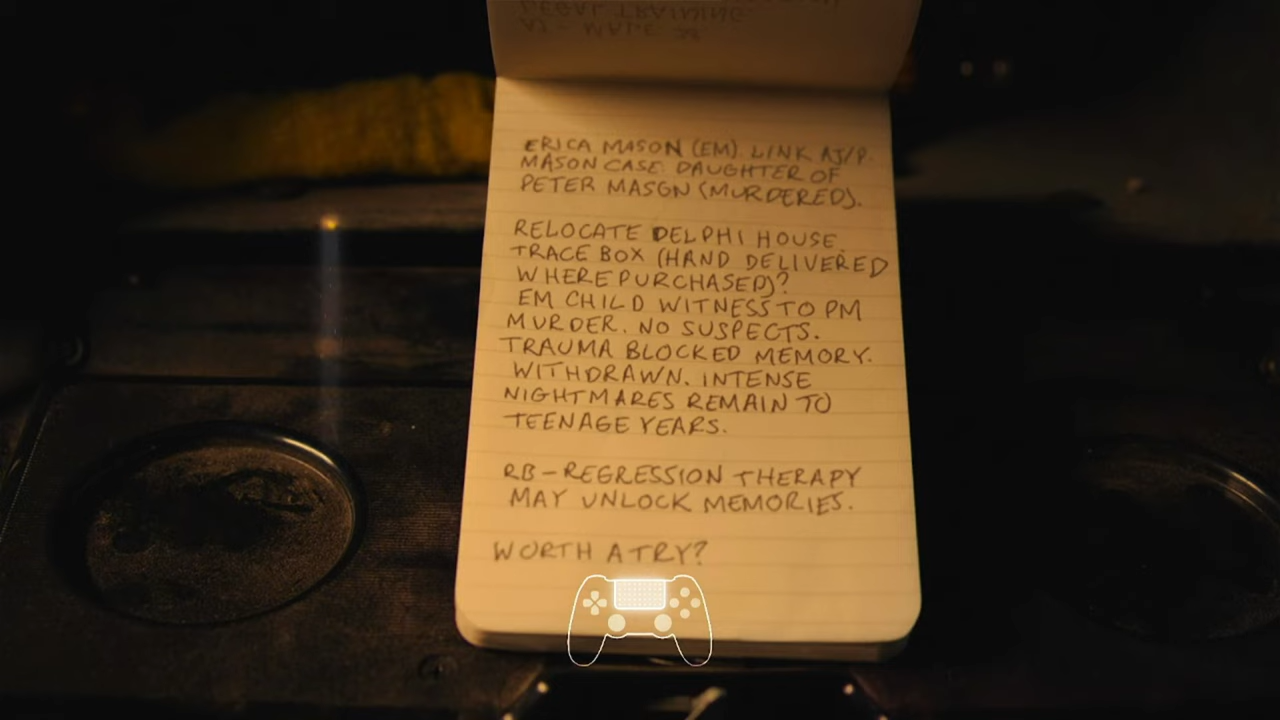 ERICA MASON (EM). LINK AJ/P.
MASON CASE. DAUGHTER OF
PETER MASON (MURDERED).
RELOCATE DELPHI HOUSE.
TRACE BOX (HAND DELIVERED
WHERE PURCHASED)?
EM CHILD WITNESS TO PM
MURDER. NO SUSPECTS.
TRAUMA BLOCKED MEMORY.
WITHDRAWN. INTENSE
NIGHTMARES REMAIN TO
TEENAGE YEARS.
RB-REGRESSION THERAPY
MAY UNLOCK MEMORIES.
WORTH A TRY?